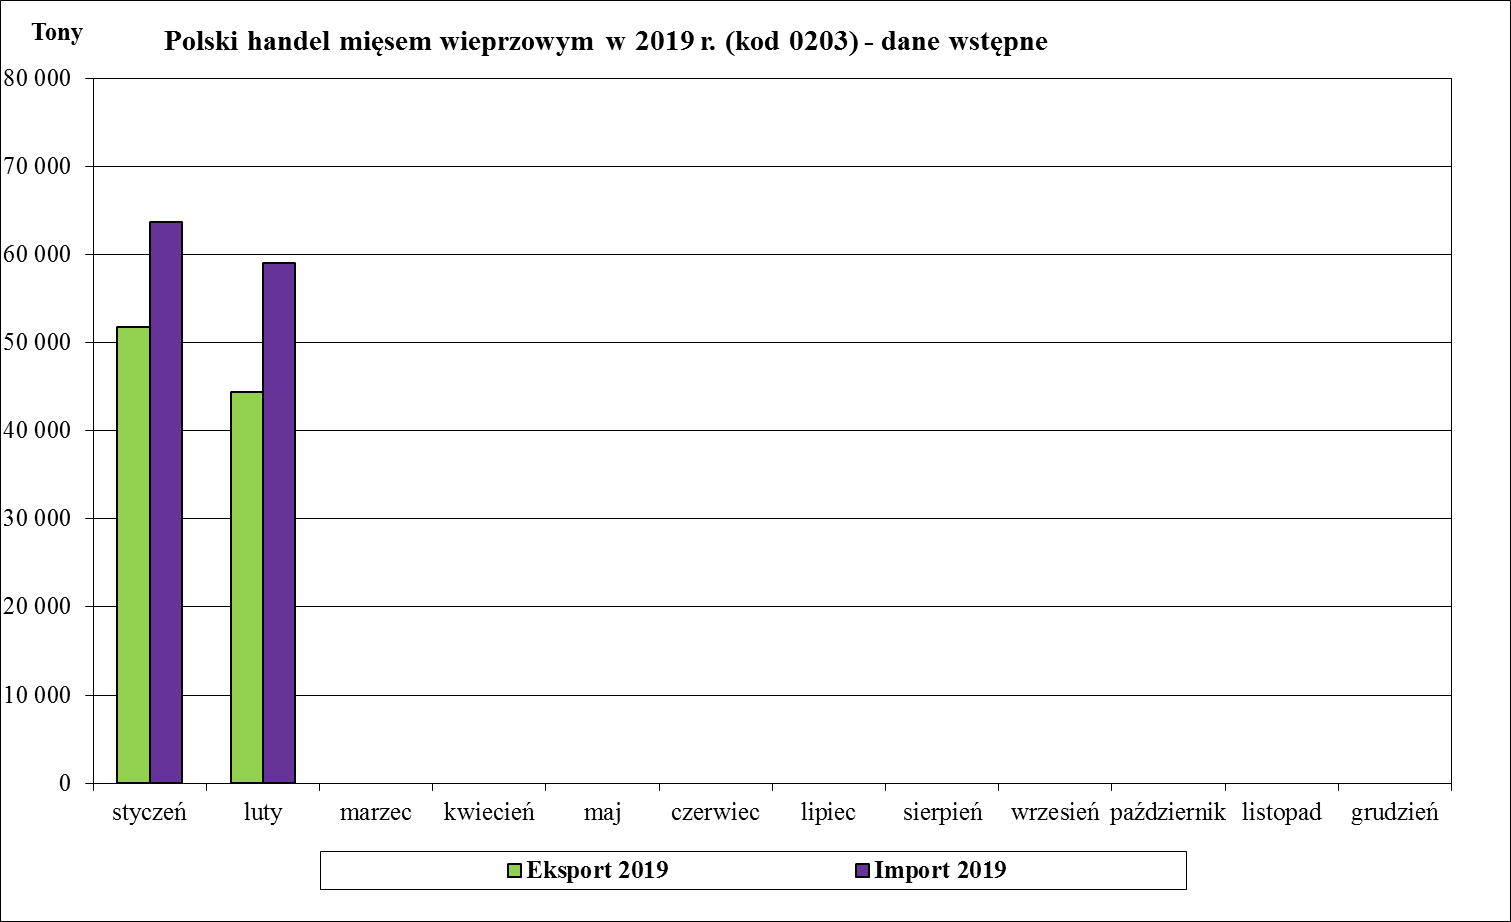 Tony
Polski handel mięsem wieprzowym w 2019 r. (kod 0203) - dane wstępne
80 000
70 000
60 000
50 000
40 000
30 000
20 000
10 000
0
styczeń luty marzec kwiecień maj czerwiec lipiec sierpień wrzesień październik listopad grudzień
Eksport 2019 Import 2019